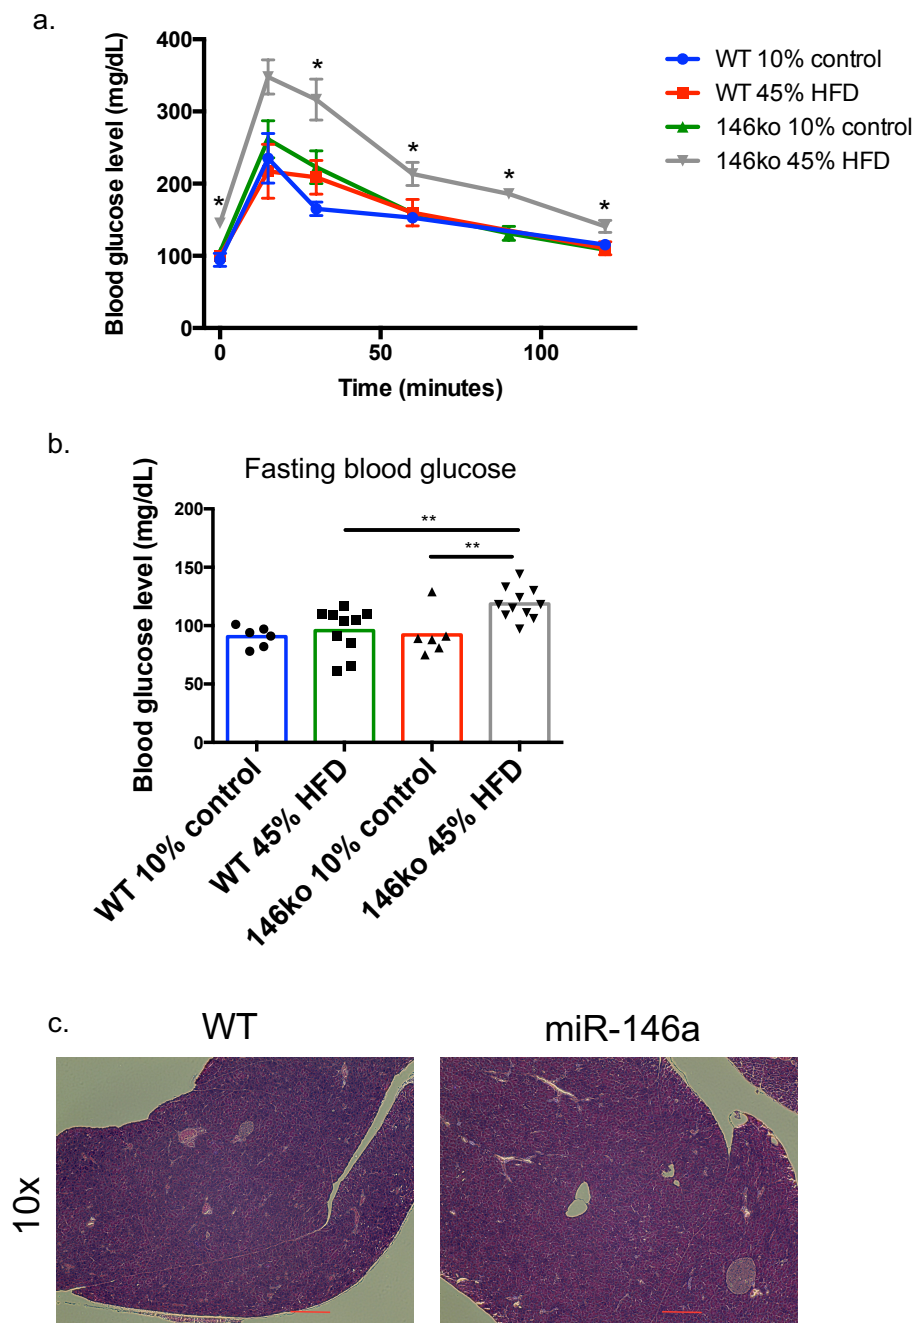 a.
Blood glucose level (mg/dL)
400
300
200
100
0
*
*
*
*
*
0
50
100
Time (minutes)
WT 10% control
WT 45% HFD
146ko 10% control
146ko 45% HFD
b.
Fasting blood glucose
Blood glucose level (mg/dL)
200
150
100
50
0
**
**
WT 10% control
WT 45% HFD
146ko 10% control
146ko 45% HFD
c.
WT
miR-146a
10x